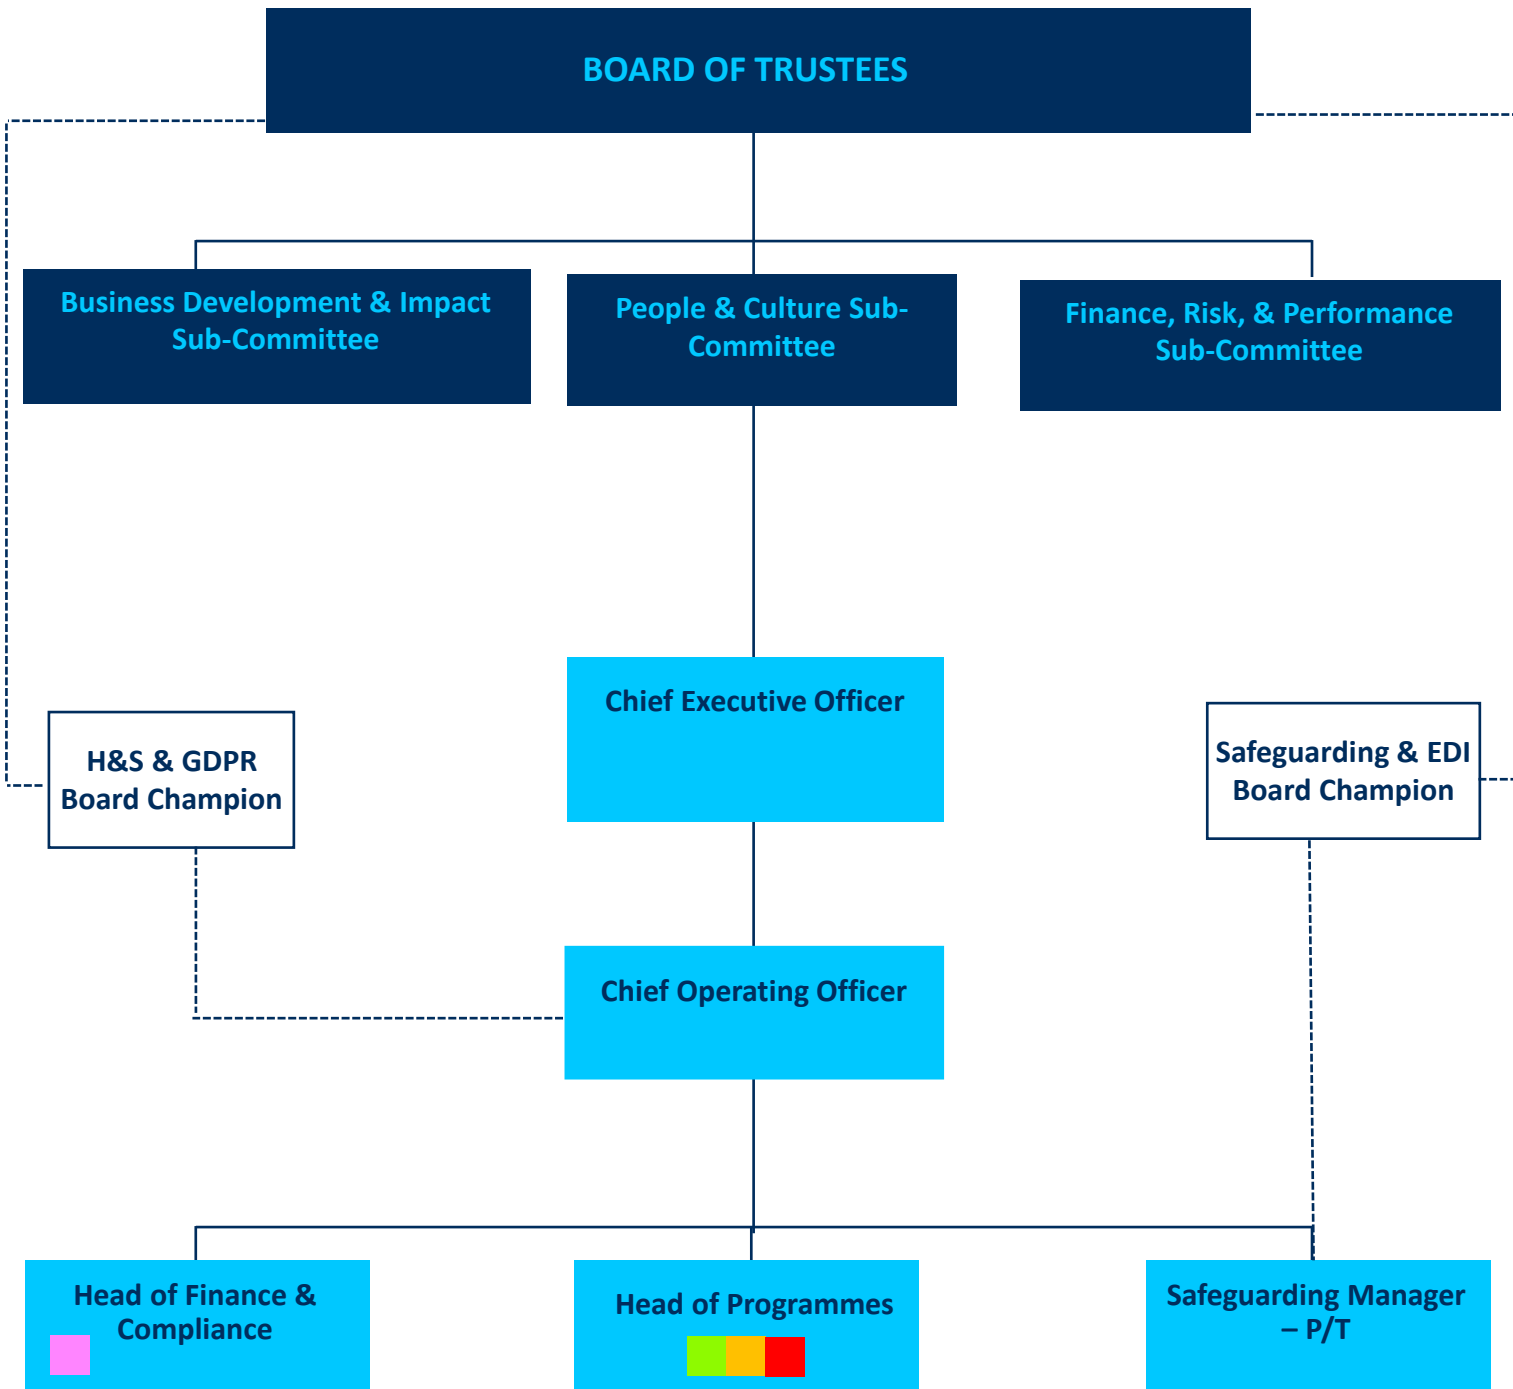 BOARD OF TRUSTEES
Business Development & Impact
Sub-Committee
People & Culture Sub-
Committee
Finance, Risk, & Performance
Sub-Committee
Chief Executive Officer
H&S & GDPR
Board Champion
Safeguarding & EDI
Board Champion
Chief Operating Officer
Head of Finance &
Compliance
Head of Programmes
Safeguarding Manager
– P/T